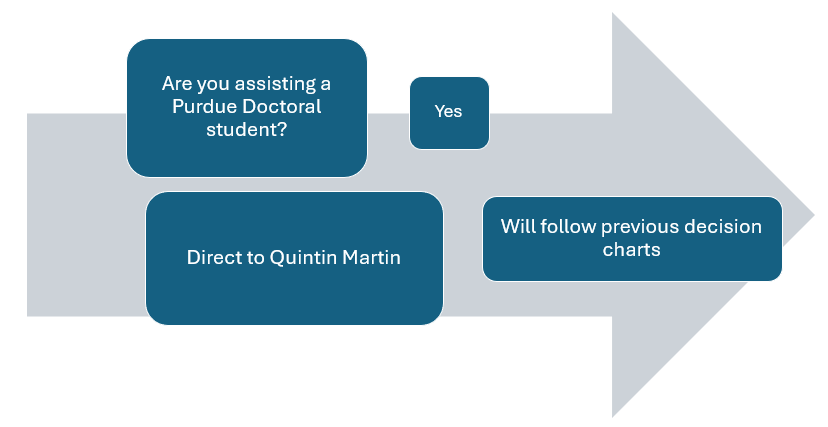 Are you assisting a
Purdue Doctoral
student?
Yes
Direct to Quintin Martin
Will follow previous decision
charts